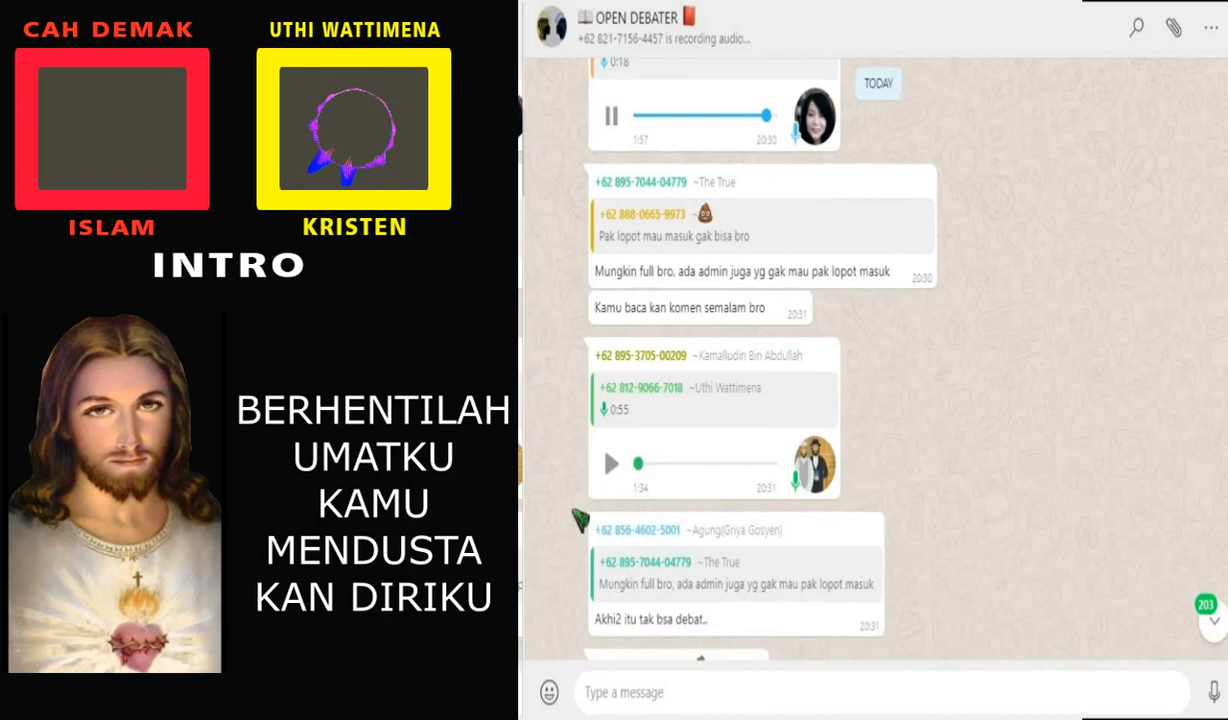 CAH DEMAK
UTHI WATTIMENA
ISLAM
KRISTEN
INTRO
BERHENTILAH
UMATKU
KAMU
MENDUSTA
KAN DIRIKU
OPEN DEBATER
+62 821-7156-4457 is recording audio...
0:18
TODAY
1:57 20:30
+62 895-7044-04779 ~The True
+62 888-0665-9973 ~💩
Pak lopot mau masuk gak bisa bro
Mungkin full bro, ada admin juga yg gak mau pak lopot masuk 20:30
Kamu baca kan komen semalam bro 20:31
+62 895-3705-00209 ~Kamalludin Bin Abdullah
+62 812-9066-7018 ~Uthi Wattimena
0:55
1:34 20:31
+62 856-4602-5001 ~Agung(Griya Gosyen)
+62 895-7044-04779 ~The True
Mungkin full bro, ada admin juga yg gak mau pak lopot masuk
Akhi2 itu tak bsa debat.. 20:31
203
Type a message